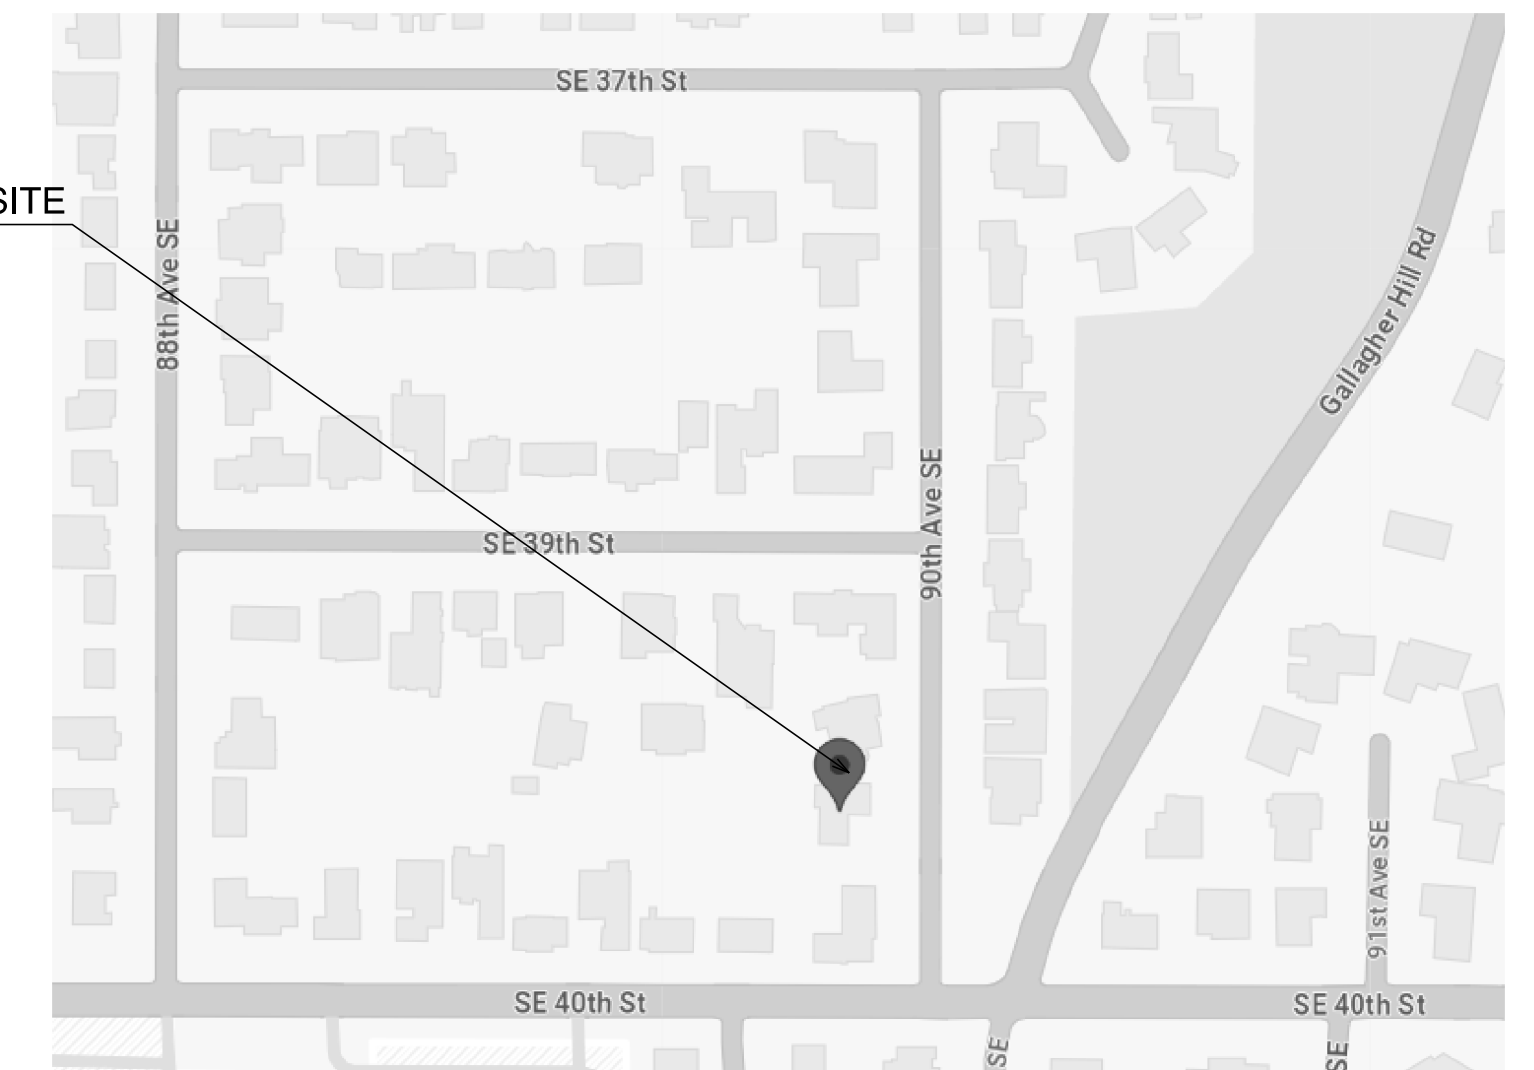 SE 37th St
SITE
88th Ave SE
Gallagher Hill Rd
90th Ave SE
SE 39th St
91st Ave SE
SE 40th St
SE 40th St
SE
SE